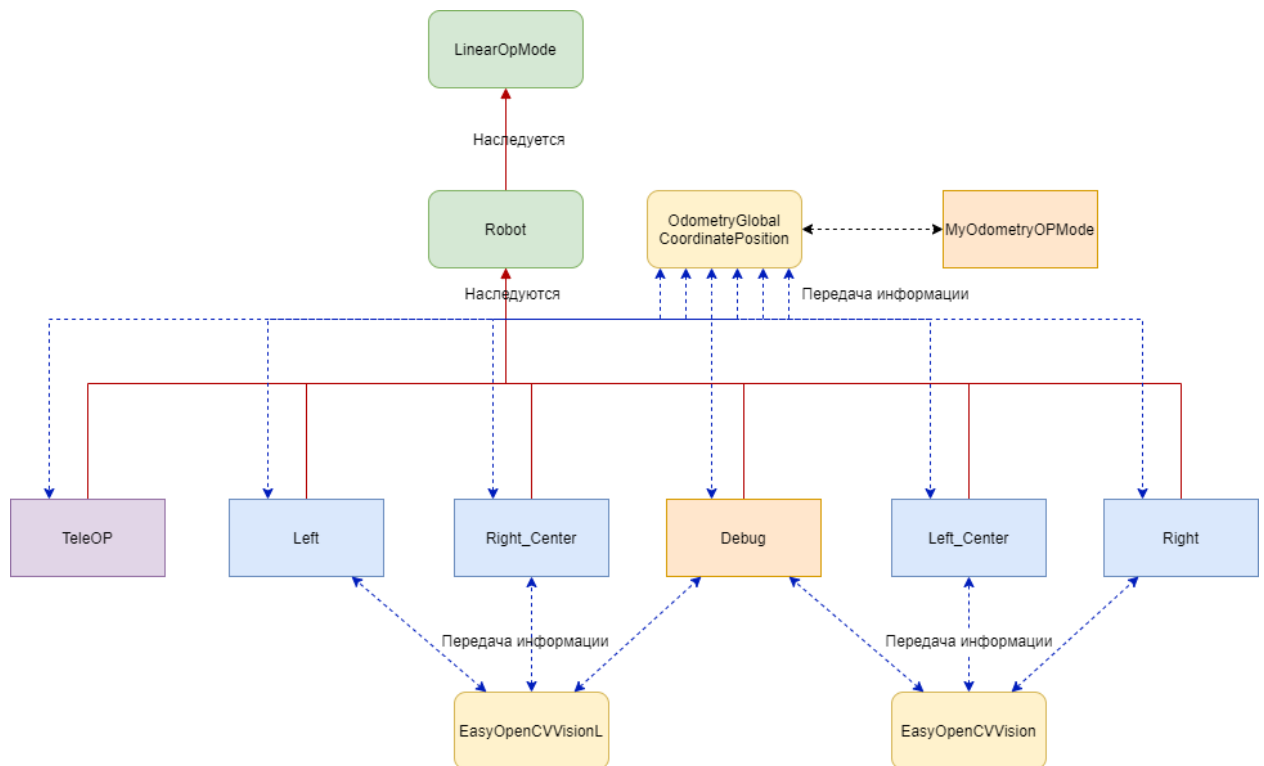 LinearOpMode
Наследуется
Robot
OdometryGlobal
CoordinatePosition
MyOdometryOPMode
Наследуются
Передача информации
TeleOP
Left
Right_Center
Debug
Left_Center
Right
Передача информации
Передача информации
EasyOpenCVVisionL
EasyOpenCVVision